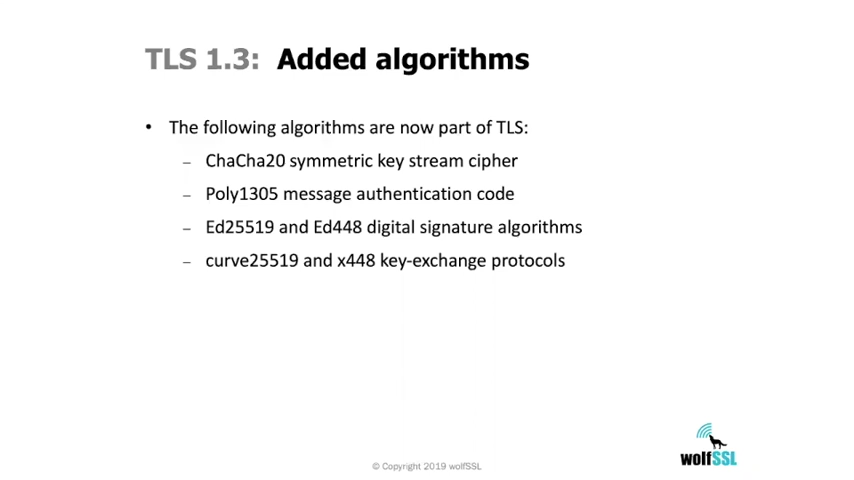 TLS 1.3: Added algorithms
• The following algorithms are now part of TLS:
– ChaCha20 symmetric key stream cipher
– Poly1305 message authentication code
– Ed25519 and Ed448 digital signature algorithms
– curve25519 and x448 key-exchange protocols
wolfSSL
© Copyright 2019 wolfSSL